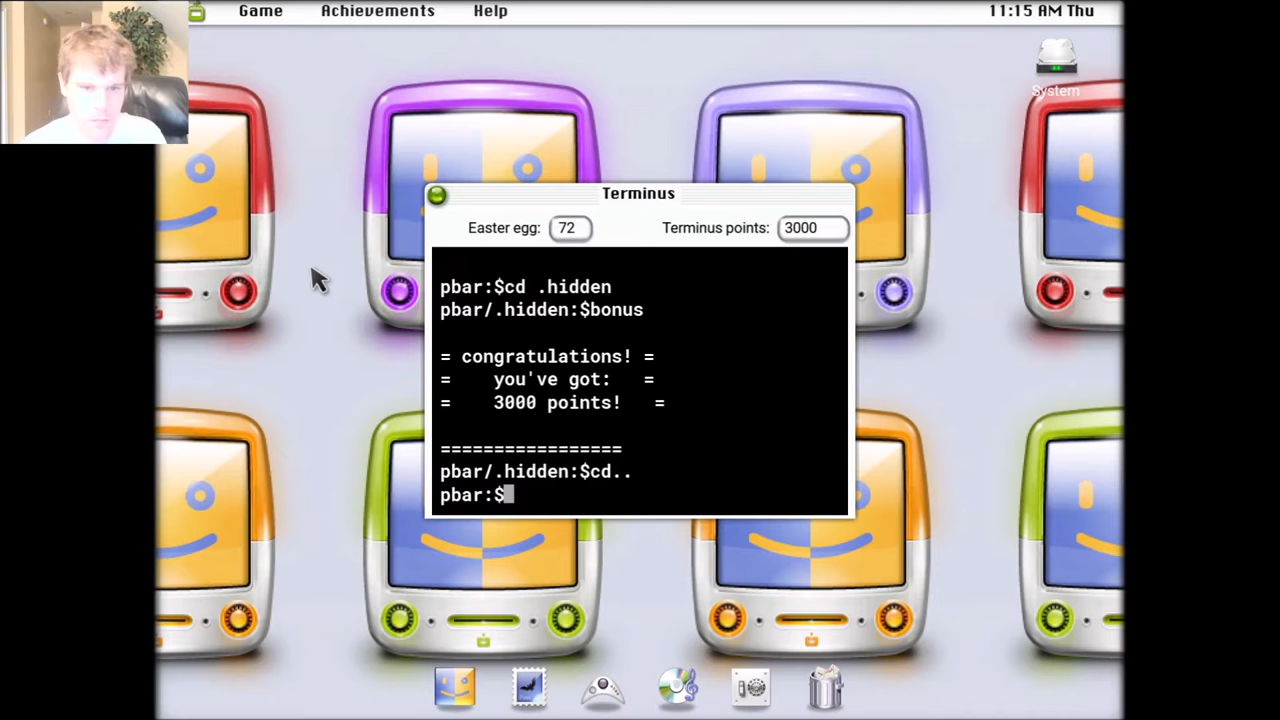 Game Achievements Help 11:15 AM Thu
System
Terminus
Easter egg: 72 Terminus points: 3000
pbar:$cd .hidden
pbar/.hidden:$bonus
= congratulations! =
= you've got: =
= 3000 points! =
=================
pbar/.hidden:$cd..
pbar:$